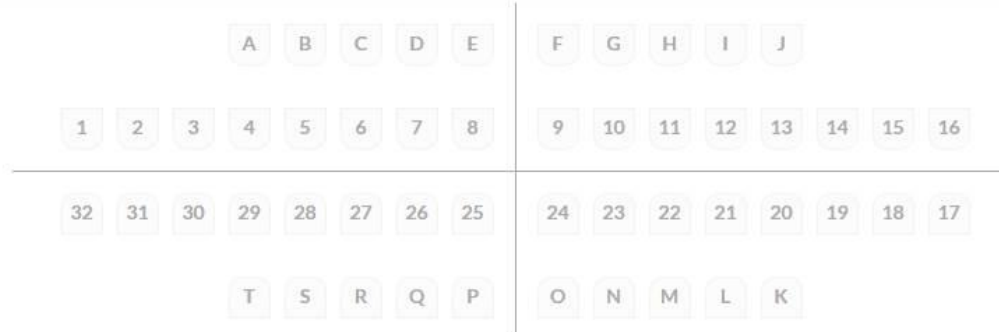 A B C D E F G H I J
1 2 3 4 5 6 7 8 9 10 11 12 13 14 15 16
32 31 30 29 28 27 26 25 24 23 22 21 20 19 18 17
T S R Q P O N M L K